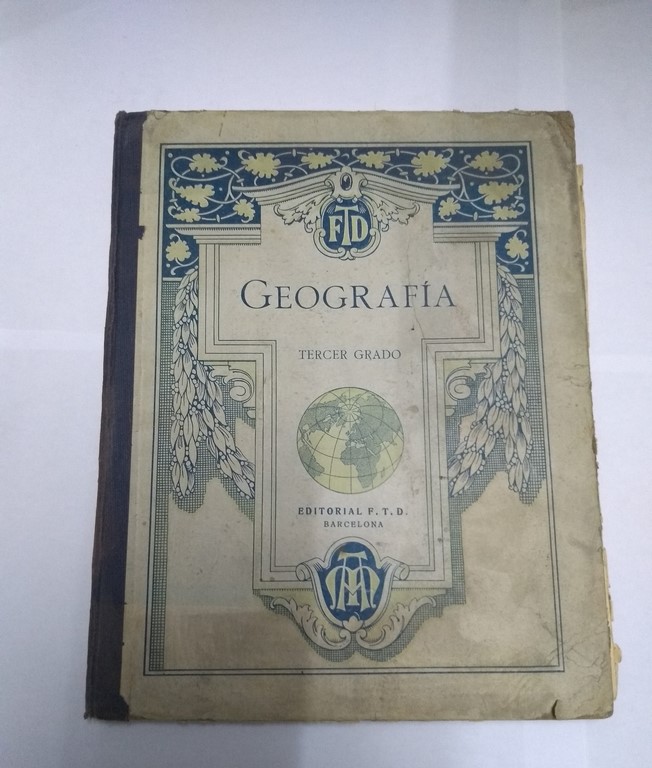 FTD
GEOGRAFÍA
TERCER GRADO
EDITORIAL F. T. D.
BARCELONA